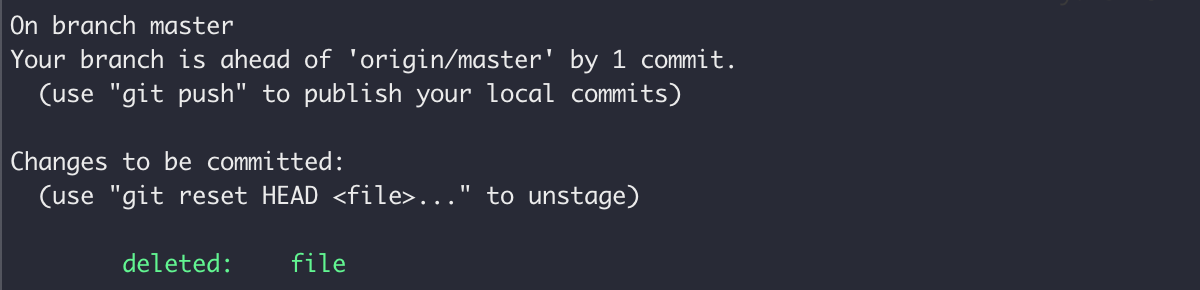 On branch master
Your branch is ahead of 'origin/master' by 1 commit.
  (use "git push" to publish your local commits)

Changes to be committed:
  (use "git reset HEAD <file>..." to unstage)

        deleted:    file